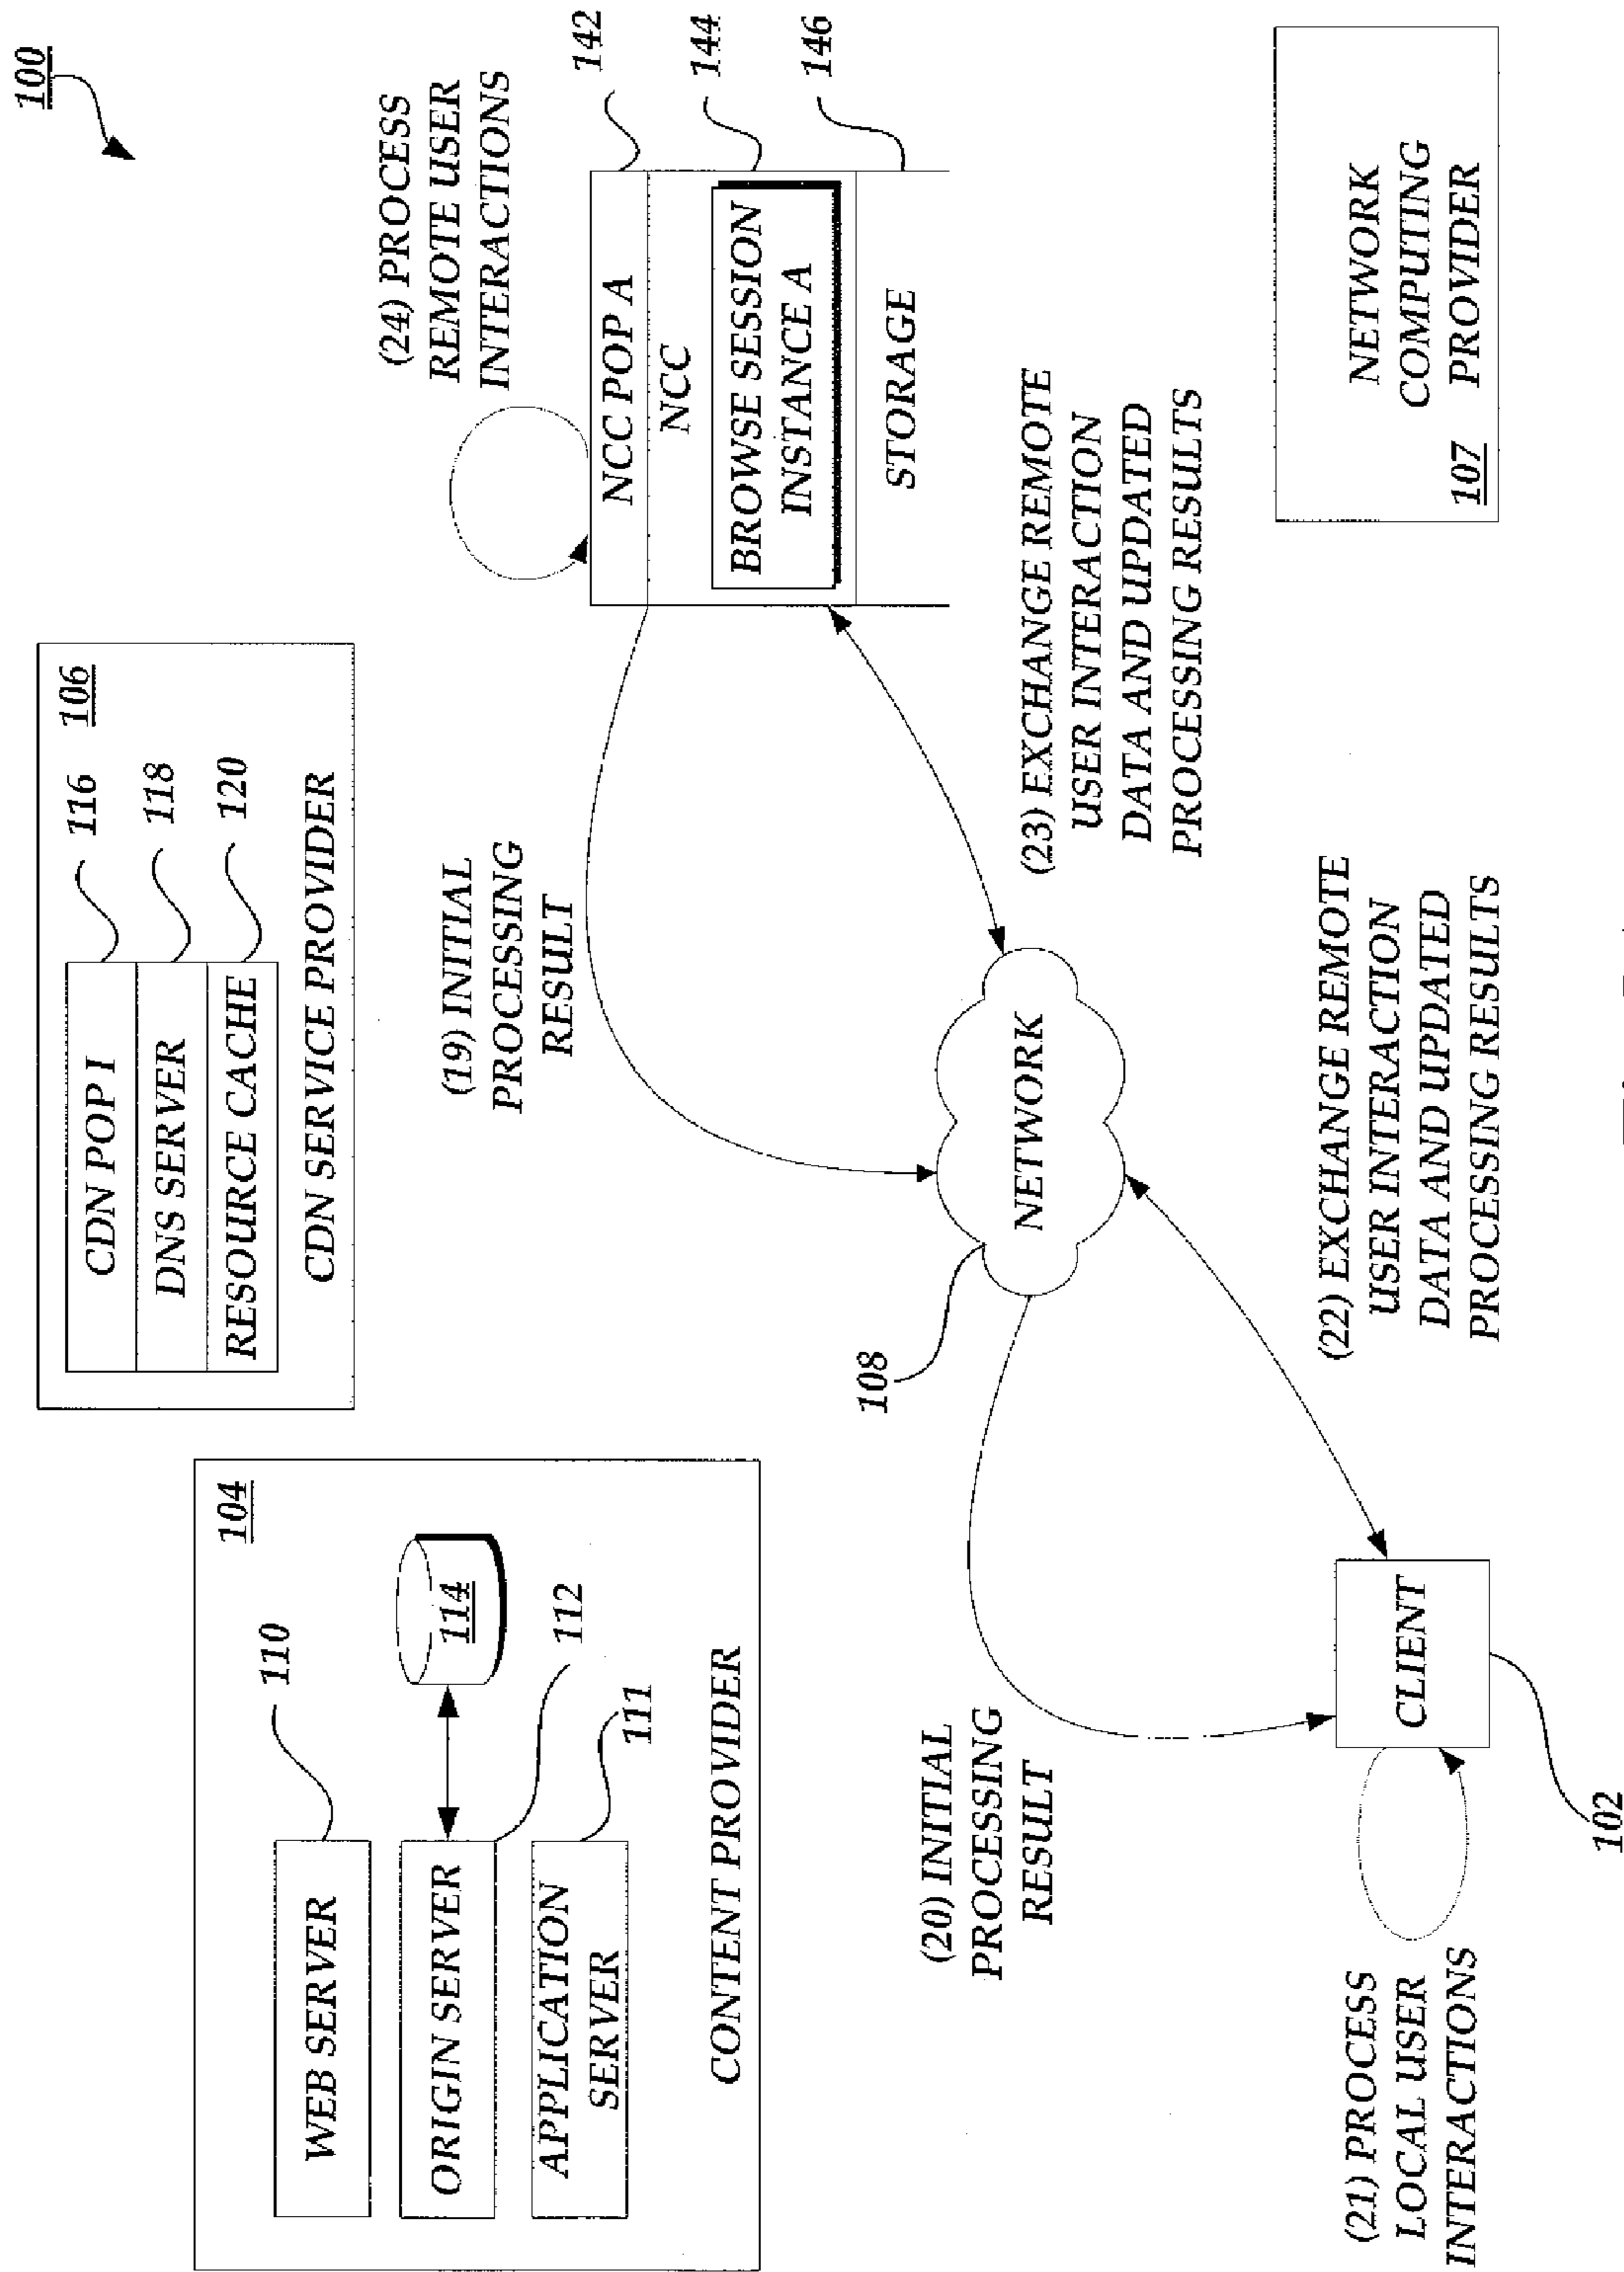 100
104
WEB SERVER
110
ORIGIN SERVER
114
112
APPLICATION
SERVER
111
CONTENT PROVIDER
106
CDN POP I
116
DNS SERVER
118
RESOURCE CACHE
120
CDN SERVICE PROVIDER
(24) PROCESS
REMOTE USER
INTERACTIONS
NCC POP A
142
NCC
144
BROWSE SESSION
INSTANCE A
STORAGE
146
(19) INITIAL
PROCESSING
RESULT
108
NETWORK
(23) EXCHANGE REMOTE
USER INTERACTION
DATA AND UPDATED
PROCESSING RESULTS
(20) INITIAL
PROCESSING
RESULT
CLIENT
102
(21) PROCESS
LOCAL USER
INTERACTIONS
(22) EXCHANGE REMOTE
USER INTERACTION
DATA AND UPDATED
PROCESSING RESULTS
NETWORK
COMPUTING
PROVIDER
107